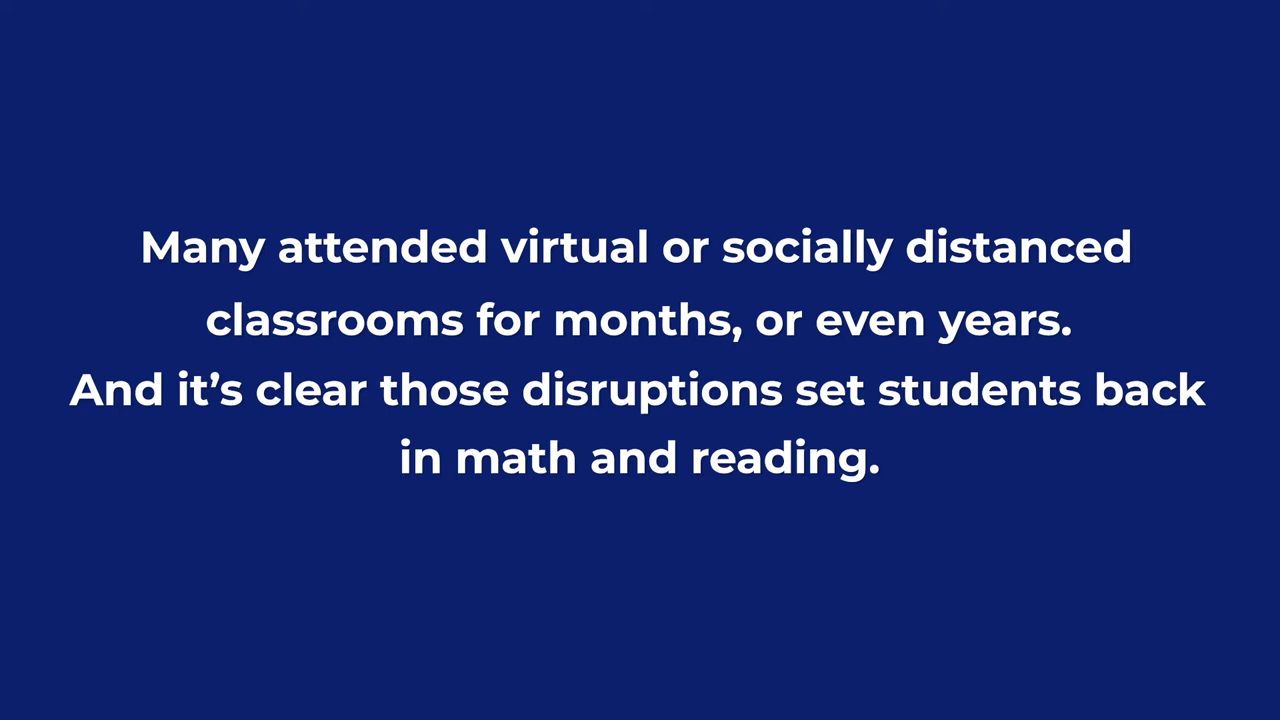 Many attended virtual or socially distanced
classrooms for months, or even years.
And it’s clear those disruptions set students back
in math and reading.